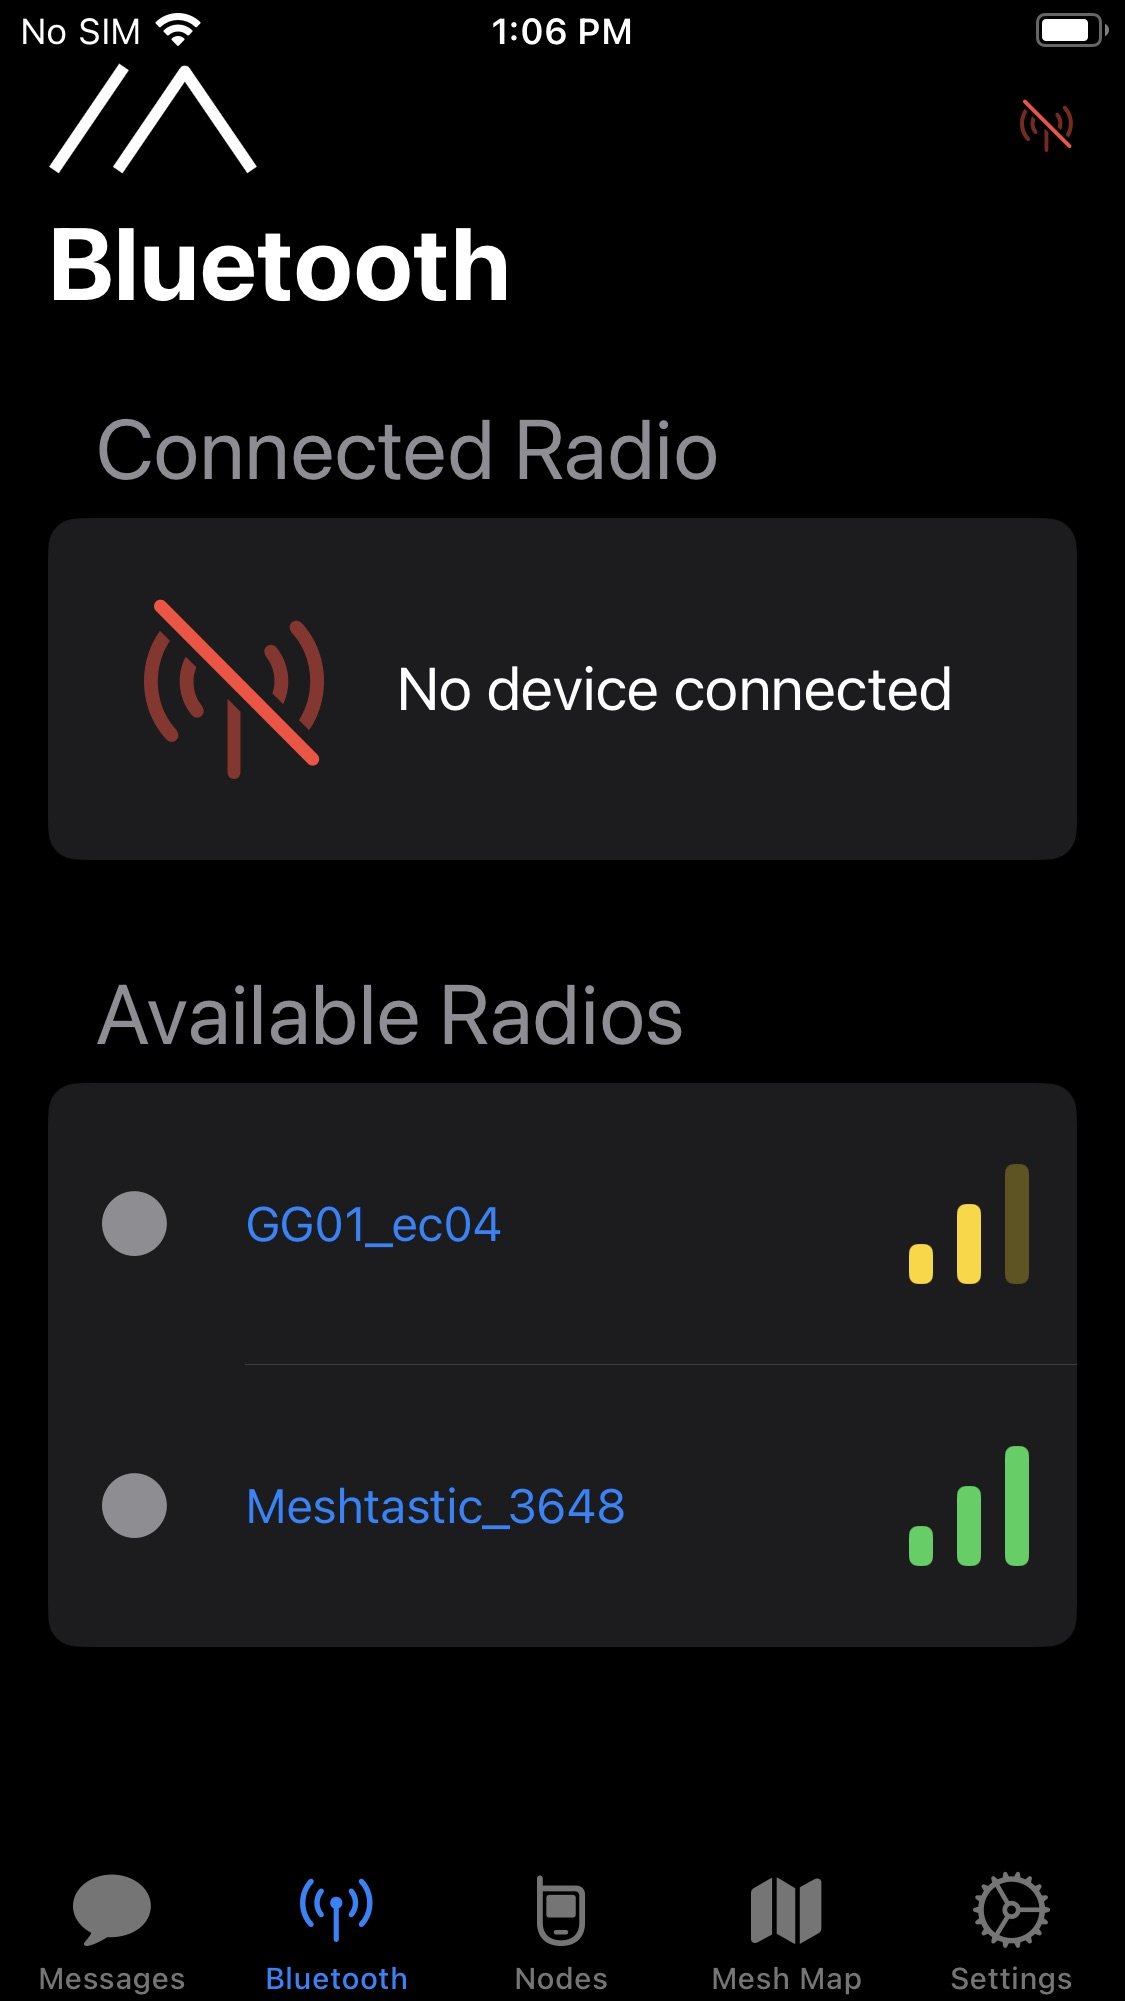 No SIM 1:06 PM
Bluetooth
Connected Radio
No device connected
Available Radios
GG01_ec04
Meshtastic_3648
Messages Bluetooth Nodes Mesh Map Settings